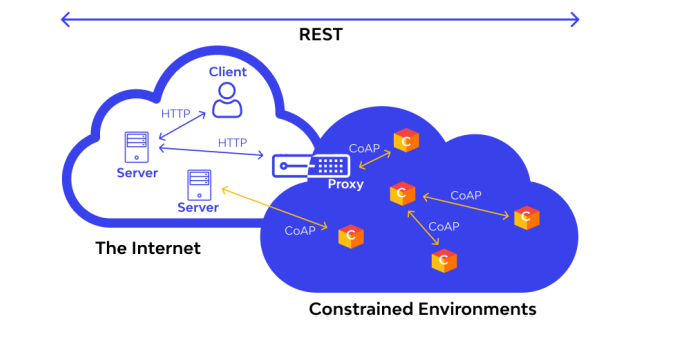 REST
Client
HTTP
HTTP
Server
Server
Proxy
CoAP
C
C
CoAP
C
CoAP
C
CoAP
C
The Internet
Constrained Environments